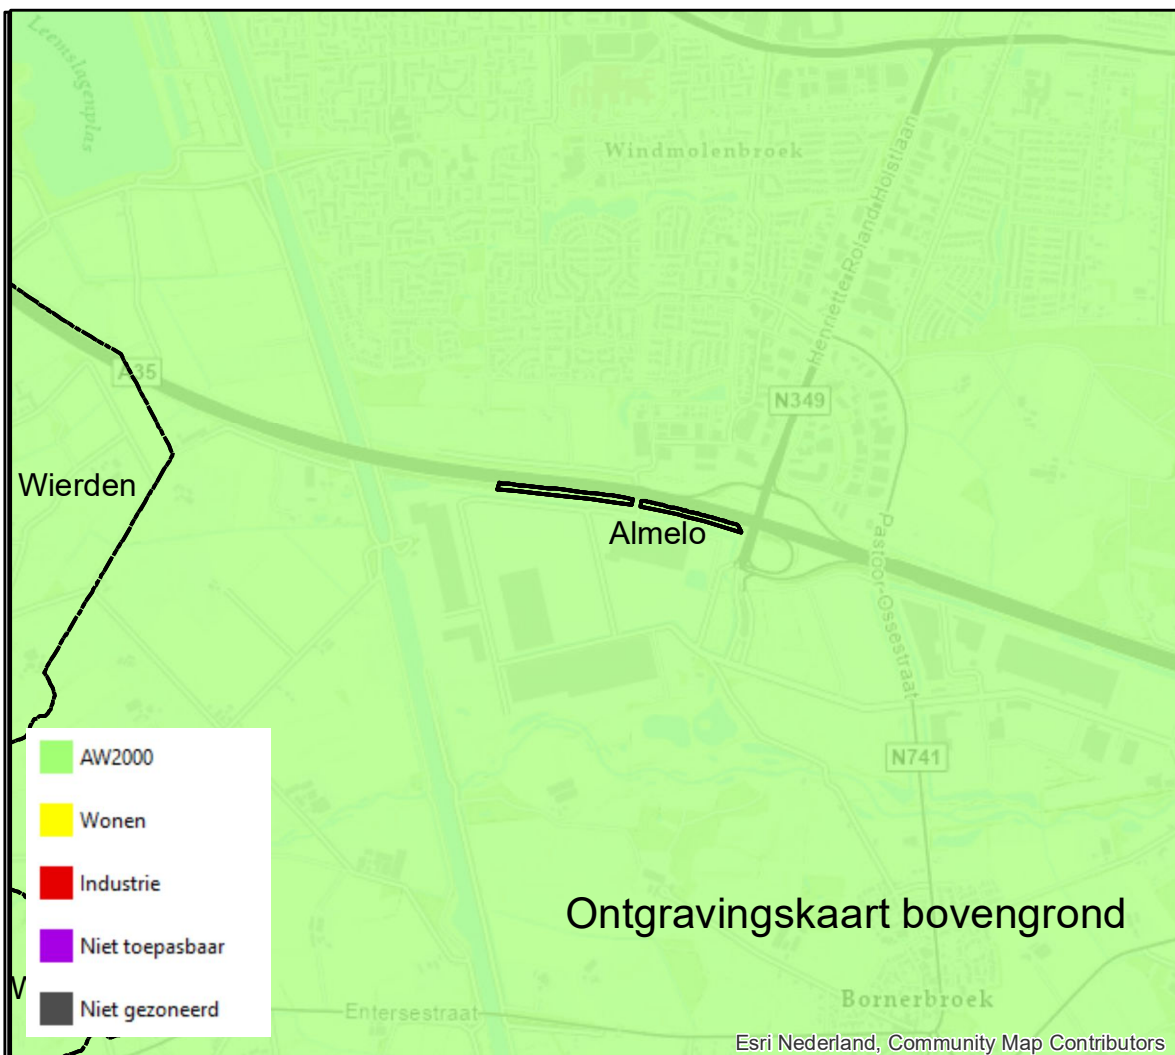 Leemslagenplas
Windmolenbroek
Henriëtte-Roland-Holstlaan
A35
N349
Wierden
Almelo
Pastoor-Ossestraat
AW2000
N741
Wonen
Industrie
Ontgravingskaart bovengrond
Niet toepasbaar
W
Niet gezoneerd
Bornerbroek
Entersestraat
Esri Nederland, Community Map Contributors